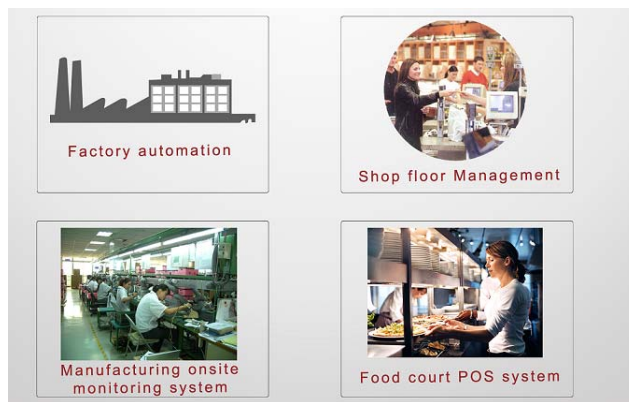 Factory automation
Shop floor Management
Manufacturing onsite
monitoring system
Food court POS system